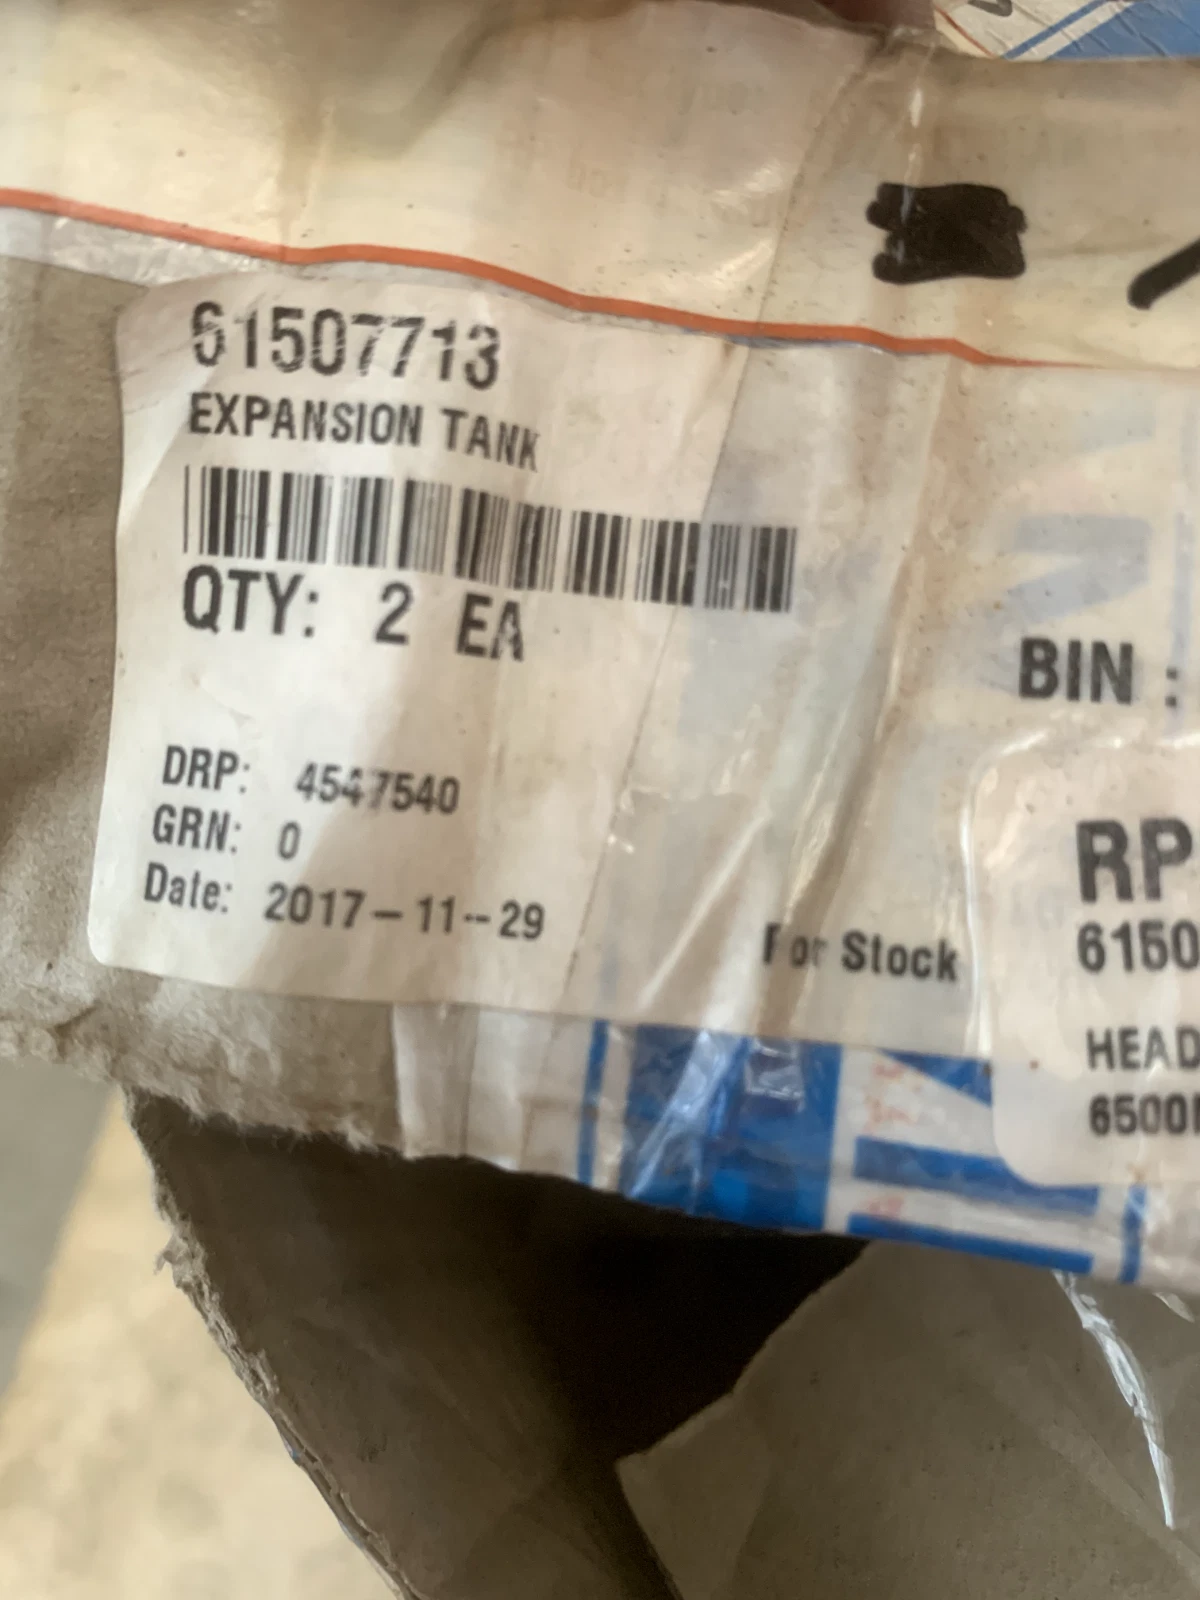 61507713
EXPANSION TANK
QTY: 2 EA
BIN :
DRP: 4547540
GRN: 0
Date: 2017-11--29
For Stock
RP
6150
HEAD
6500